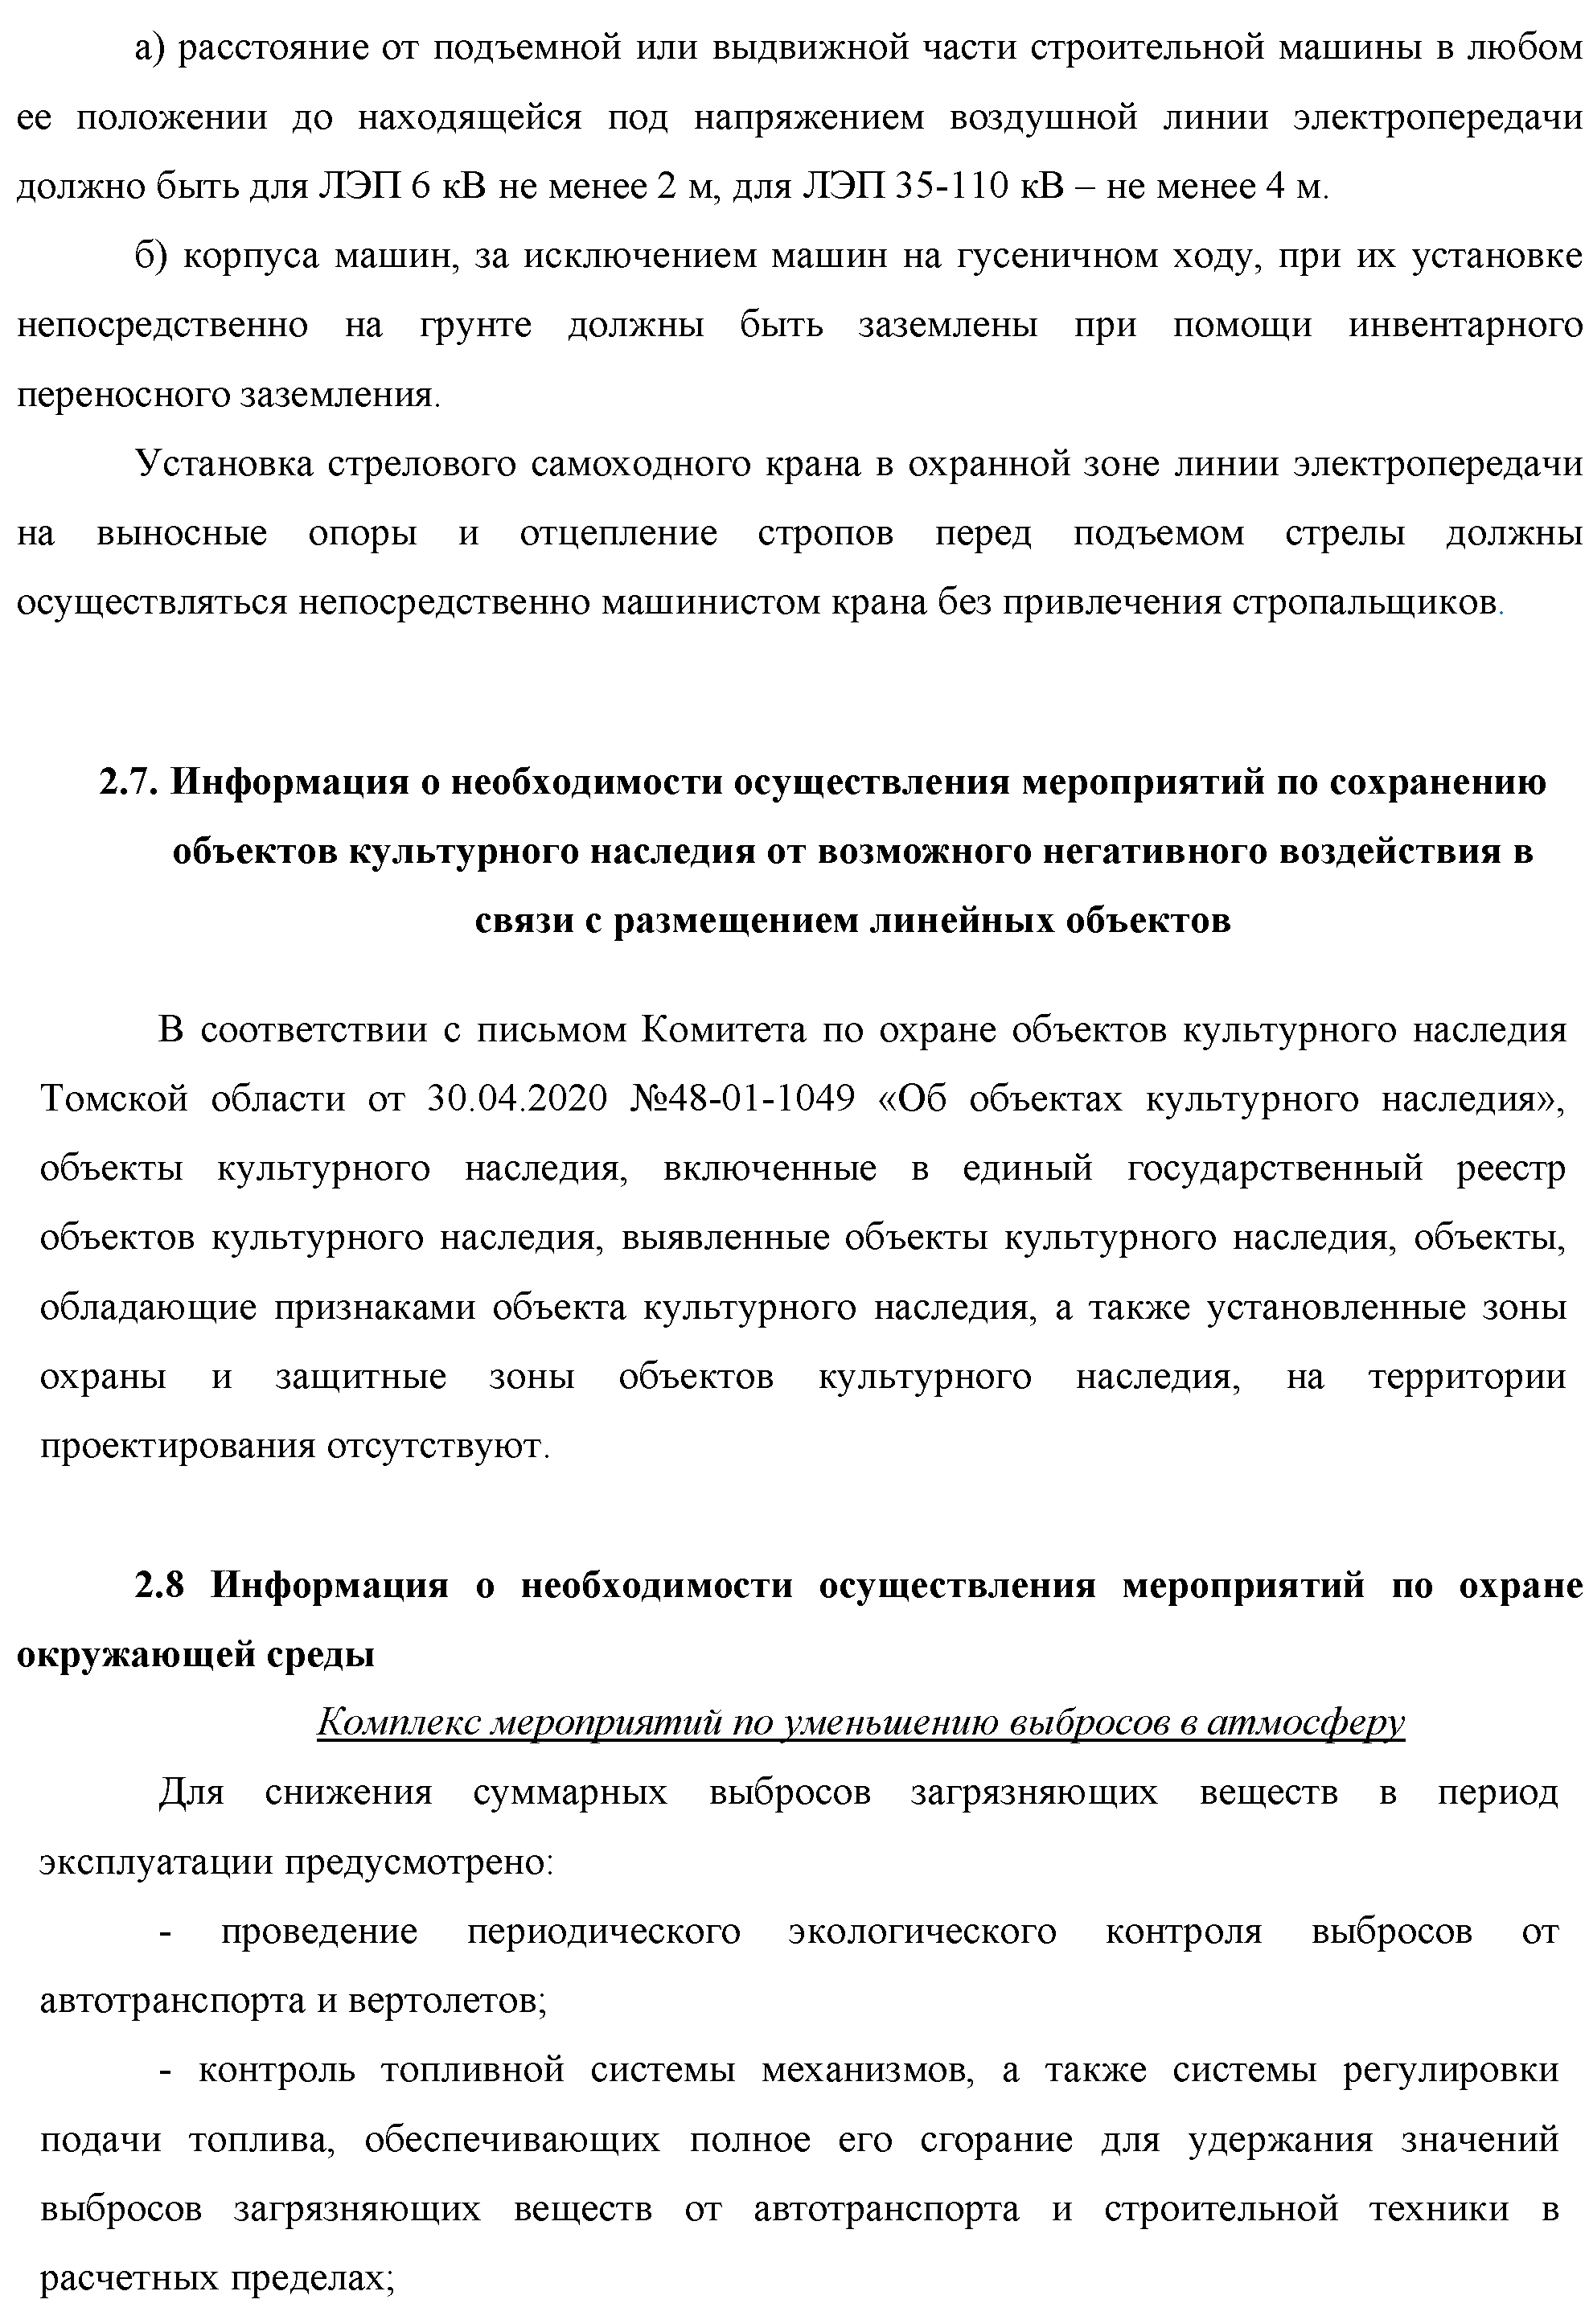 а) расстояние от подъемной или выдвижной части строительной машины в любом
ее положении до находящейся под напряжением воздушной линии электропередачи
должно быть для ЛЭП 6 кВ не менее 2 м, для ЛЭП 35-110 кВ – не менее 4 м.
б) корпуса машин, за исключением машин на гусеничном ходу, при их установке
непосредственно на грунте должны быть заземлены при помощи инвентарного
переносного заземления.
Установка стрелового самоходного крана в охранной зоне линии электропередачи
на выносные опоры и отцепление стропов перед подъемом стрелы должны
осуществляться непосредственно машинистом крана без привлечения стропальщиков.
2.7. Информация о необходимости осуществления мероприятий по сохранению
объектов культурного наследия от возможного негативного воздействия в
связи с размещением линейных объектов
В соответствии с письмом Комитета по охране объектов культурного наследия
Томской области от 30.04.2020 №48-01-1049 «Об объектах культурного наследия»,
объекты культурного наследия, включенные в единый государственный реестр
объектов культурного наследия, выявленные объекты культурного наследия, объекты,
обладающие признаками объекта культурного наследия, а также установленные зоны
охраны и защитные зоны объектов культурного наследия, на территории
проектирования отсутствуют.
2.8 Информация о необходимости осуществления мероприятий по охране
окружающей среды
Комплекс мероприятий по уменьшению выбросов в атмосферу
Для снижения суммарных выбросов загрязняющих веществ в период
эксплуатации предусмотрено:
- проведение периодического экологического контроля выбросов от
автотранспорта и вертолетов;
- контроль топливной системы механизмов, а также системы регулировки
подачи топлива, обеспечивающих полное его сгорание для удержания значений
выбросов загрязняющих веществ от автотранспорта и строительной техники в
расчетных пределах;